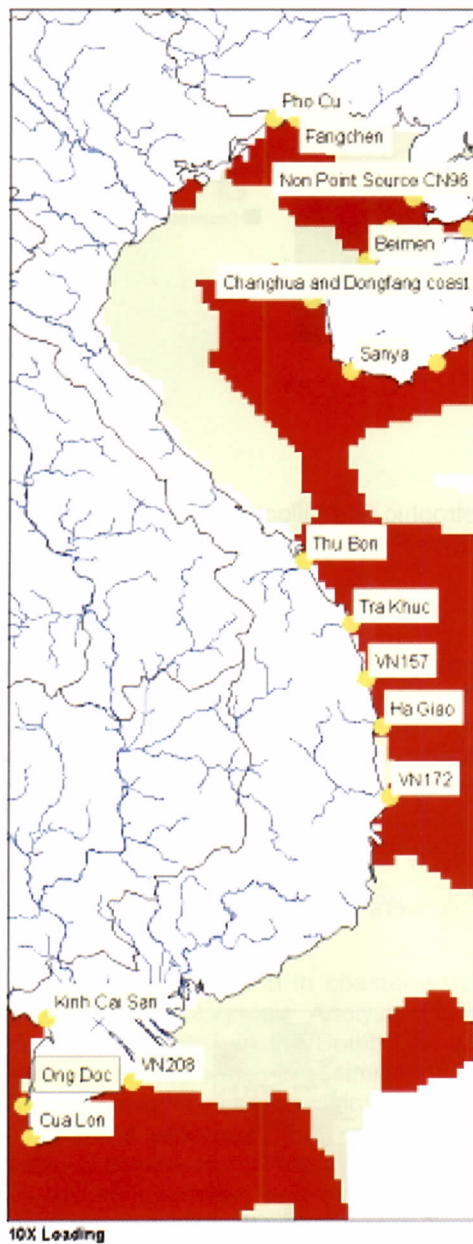 Pho Cu
Fangchen
Non Point Source CN96
Beimen
Changhua and Dongfang coast
Sanya
Thu Bon
Tra Khuc
VN157
Ha Giao
VN172
Kinh Cai San
VN208
Ong Doc
Cua Lon
10X Loading